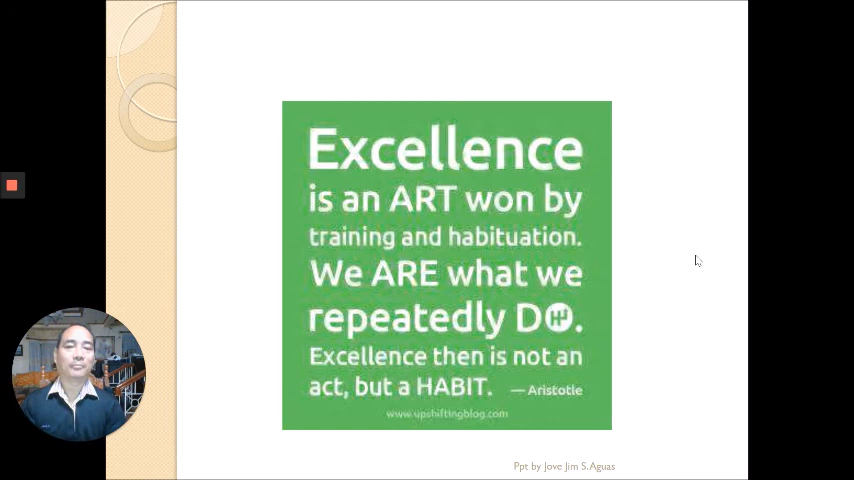 Excellence
is an ART won by
training and habituation.
We ARE what we
repeatedly DO.
Excellence then is not an
act, but a HABIT. — Aristotle
www.upshiftingblog.com
Ppt by Jove Jim S. Aguas